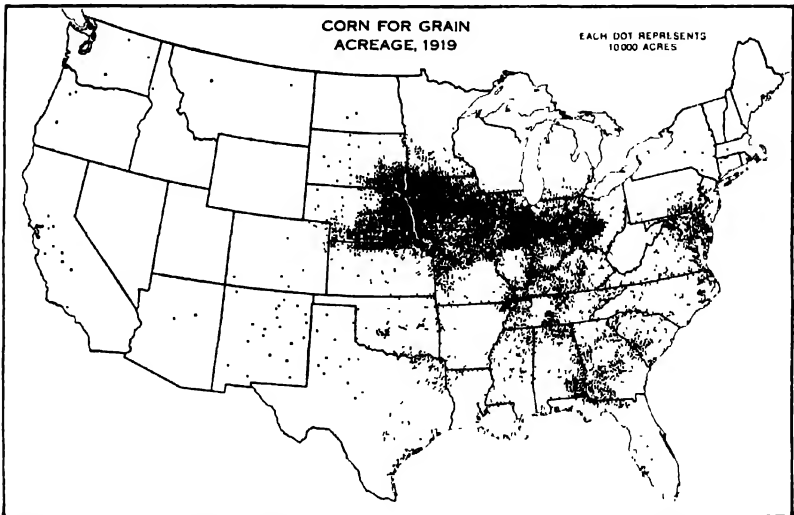 CORN FOR GRAIN
ACREAGE, 1919
EACH DOT REPRESENTS
10000 ACRES